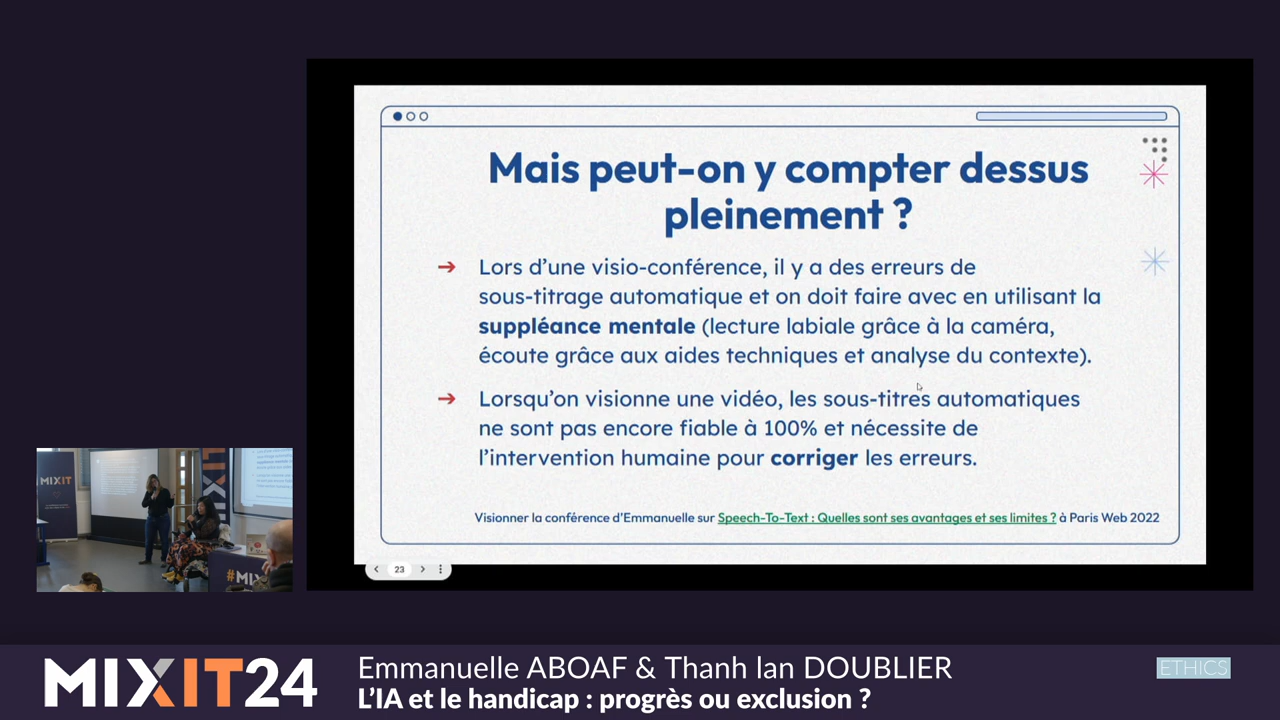 Mais peut-on y compter dessus
pleinement ?
➔ Lors d’une visio-conférence, il y a des erreurs de
sous-titrage automatique et on doit faire avec en utilisant la
suppléance mentale (lecture labiale grâce à la caméra,
écoute grâce aux aides techniques et analyse du contexte).
➔ Lorsqu’on visionne une vidéo, les sous-titres automatiques
ne sont pas encore fiable à 100% et nécessite de
l’intervention humaine pour corriger les erreurs.
Visionner la conférence d’Emmanuelle sur Speech-To-Text : Quelles sont ses avantages et ses limites ? à Paris Web 2022
23
MIXIT
#MI
MIXIT24
Emmanuelle ABOAF & Thanh lan DOUBLIER
L’IA et le handicap : progrès ou exclusion ?
ETHICS